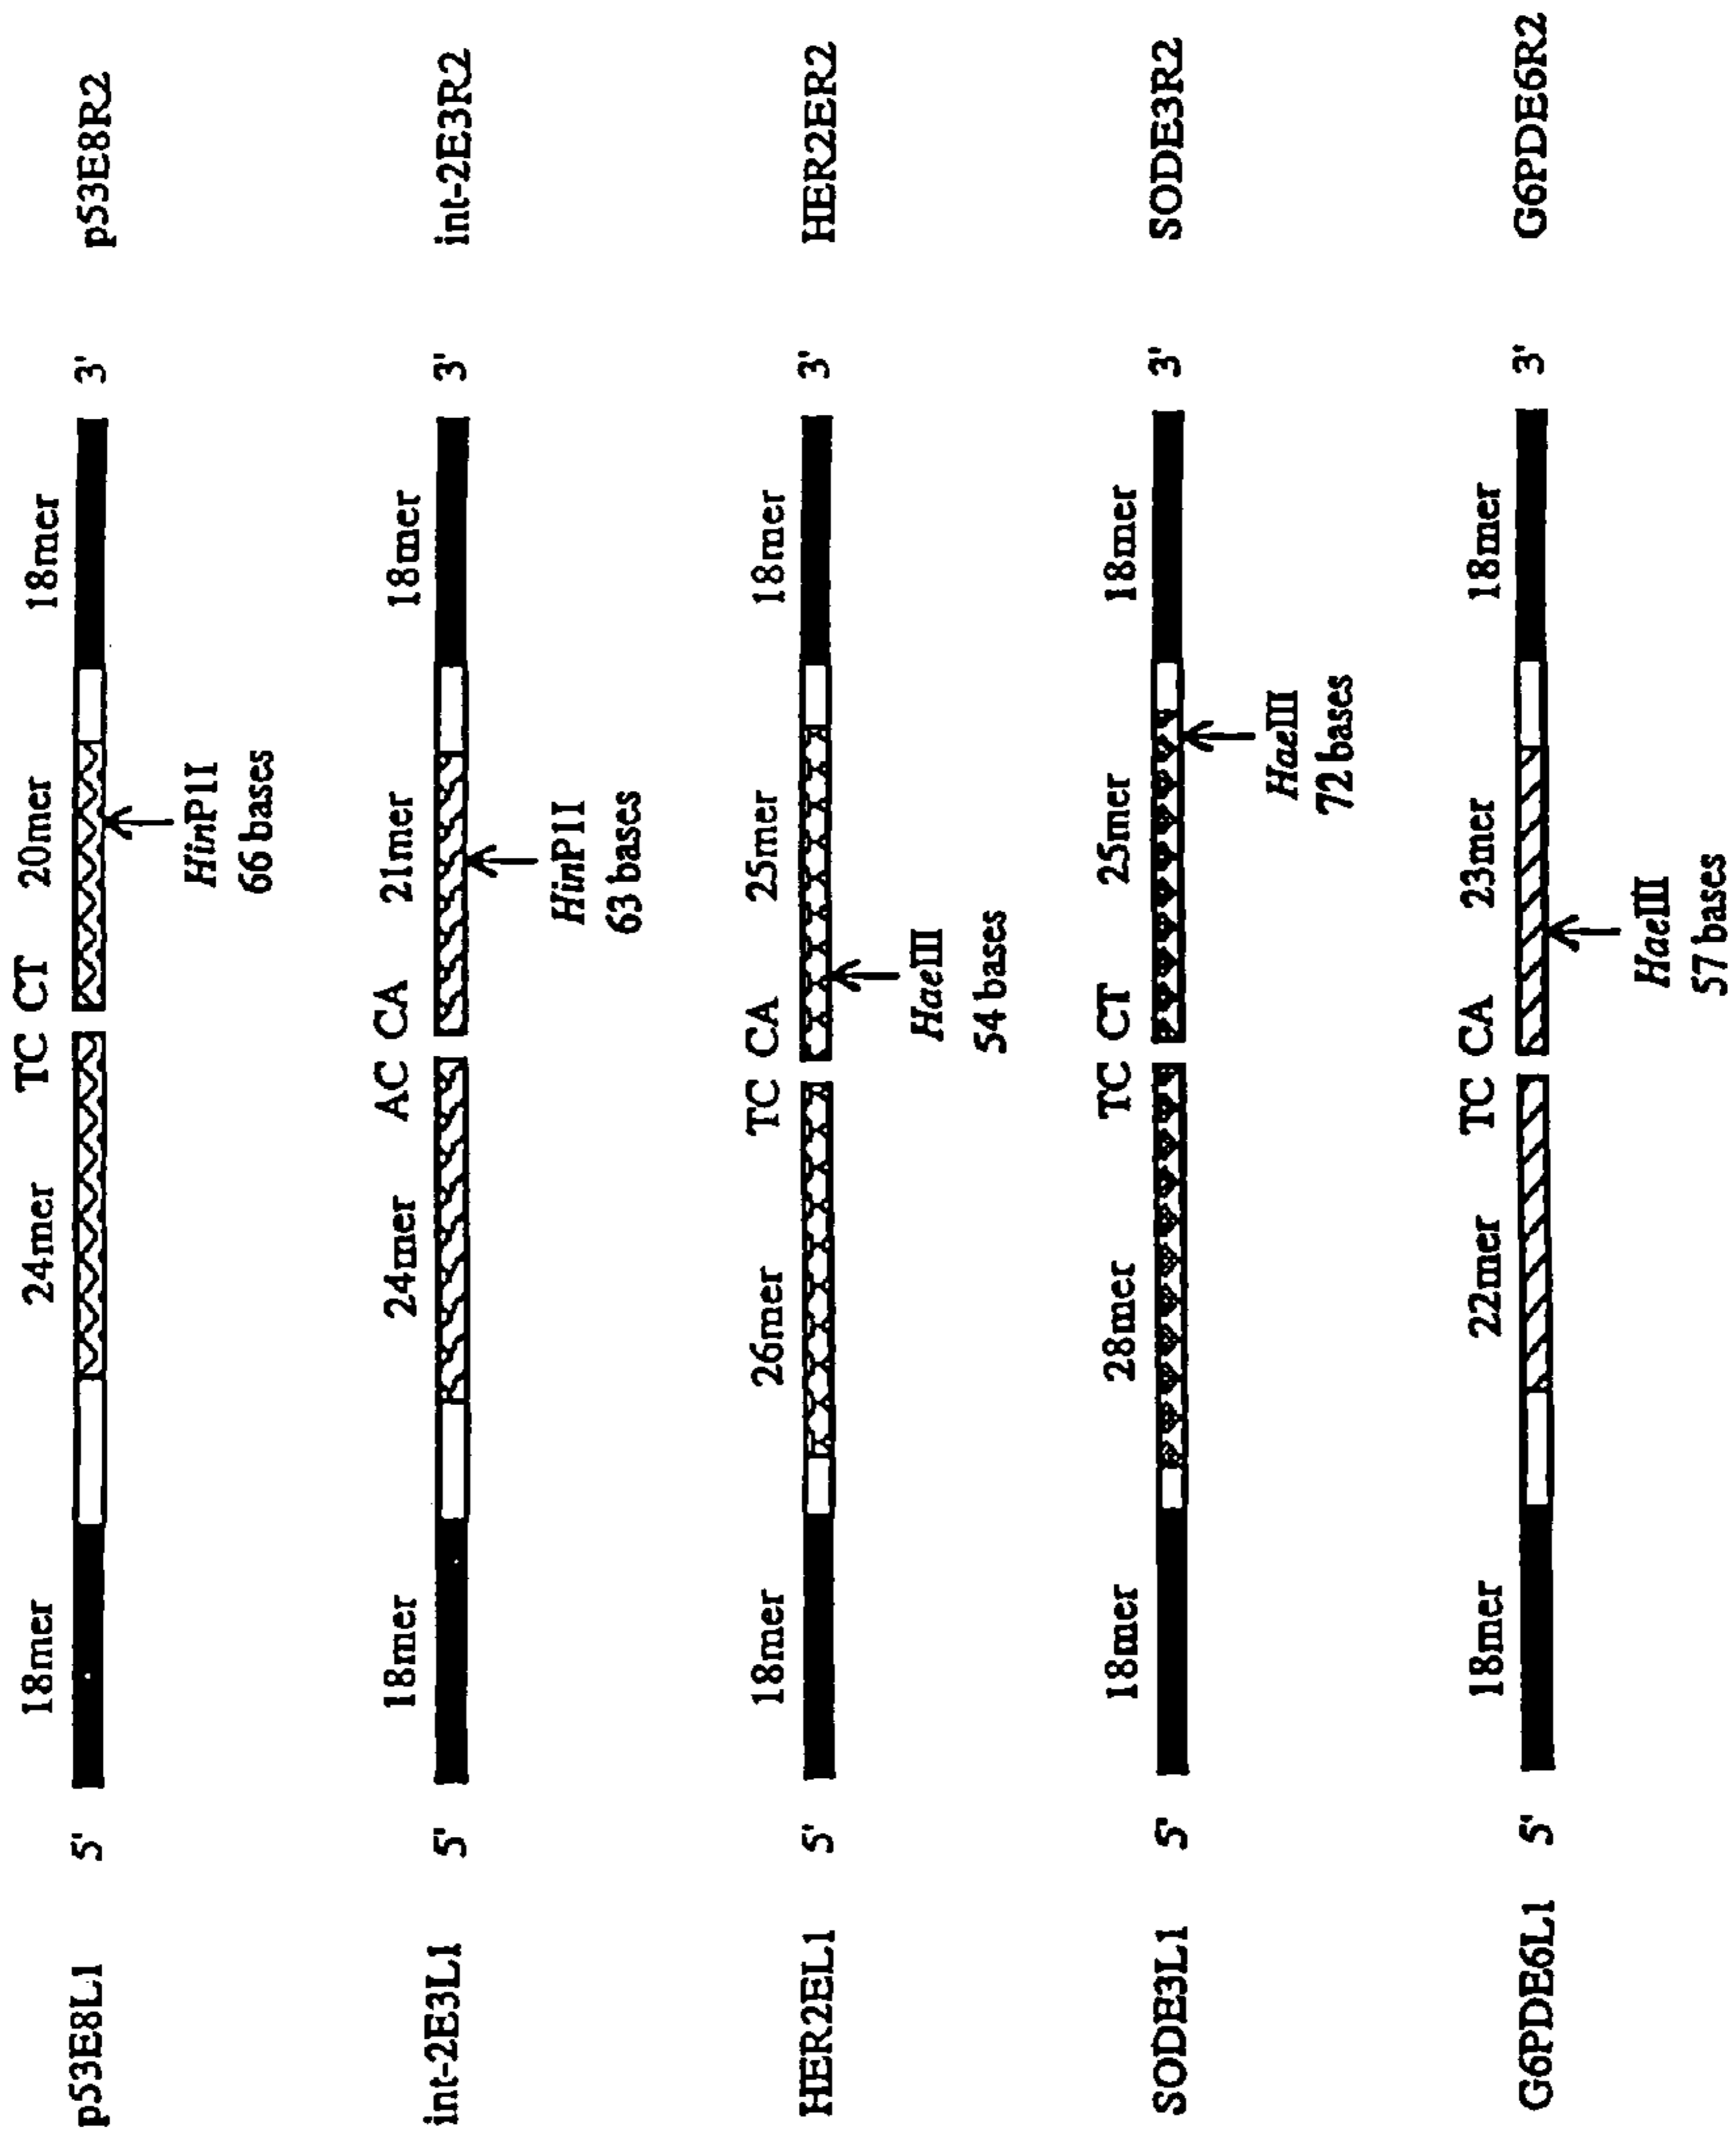 18mer 24mer TC CT 20mer 18mer
p53E8L1 5' 3' p53E8R2
HinP1I
66 bases
18mer 24mer AC CA 21mer 18mer
int-2E3L1 5' 3' int-2E3R2
HinP1I
63 bases
18mer 26mer TC CA 25mer 18mer
HER2EL1 5' 3' HER2ER2
HaeIII
54 bases
18mer 28mer TC CT 25mer 18mer
SODE3L1 5' 3' SODE3R2
HaeIII
72 bases
18mer 22mer TC CA 23mer 18mer
G6PDE6L1 5' 3' G6PDE6R2
HaeIII
57 bases